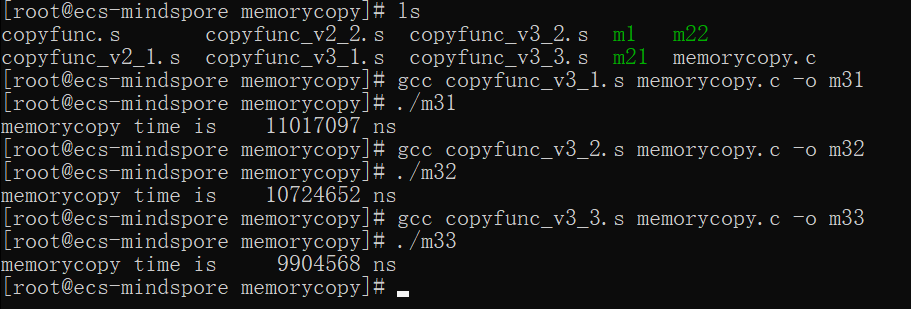 [root@ecs-mindspore memorycopy]# ls
copyfunc.s       copyfunc_v2_2.s  copyfunc_v3_2.s  m1   m22
copyfunc_v2_1.s  copyfunc_v3_1.s  copyfunc_v3_3.s  m21  memorycopy.c
[root@ecs-mindspore memorycopy]# gcc copyfunc_v3_1.s memorycopy.c -o m31
[root@ecs-mindspore memorycopy]# ./m31
memorycopy time is    11017097 ns
[root@ecs-mindspore memorycopy]# gcc copyfunc_v3_2.s memorycopy.c -o m32
[root@ecs-mindspore memorycopy]# ./m32
memorycopy time is    10724652 ns
[root@ecs-mindspore memorycopy]# gcc copyfunc_v3_3.s memorycopy.c -o m33
[root@ecs-mindspore memorycopy]# ./m33
memorycopy time is     9904568 ns
[root@ecs-mindspore memorycopy]#